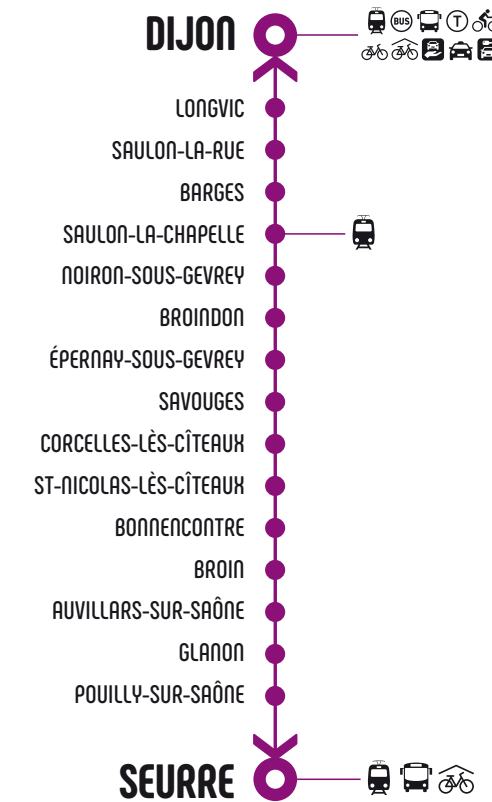 DIJON
BUS T
LONGVIC
SAULON-LA-RUE
BARGES
SAULON-LA-CHAPELLE
NOIRON-SOUS-GEVREY
BROINDON
ÉPERNAY-SOUS-GEVREY
SAVOUGES
CORCELLES-LÈS-CÎTEAUX
ST-NICOLAS-LÈS-CÎTEAUX
BONNENCONTRE
BROIN
AUVILLARS-SUR-SAÔNE
GLANON
POUILLY-SUR-SAÔNE
SEURRE